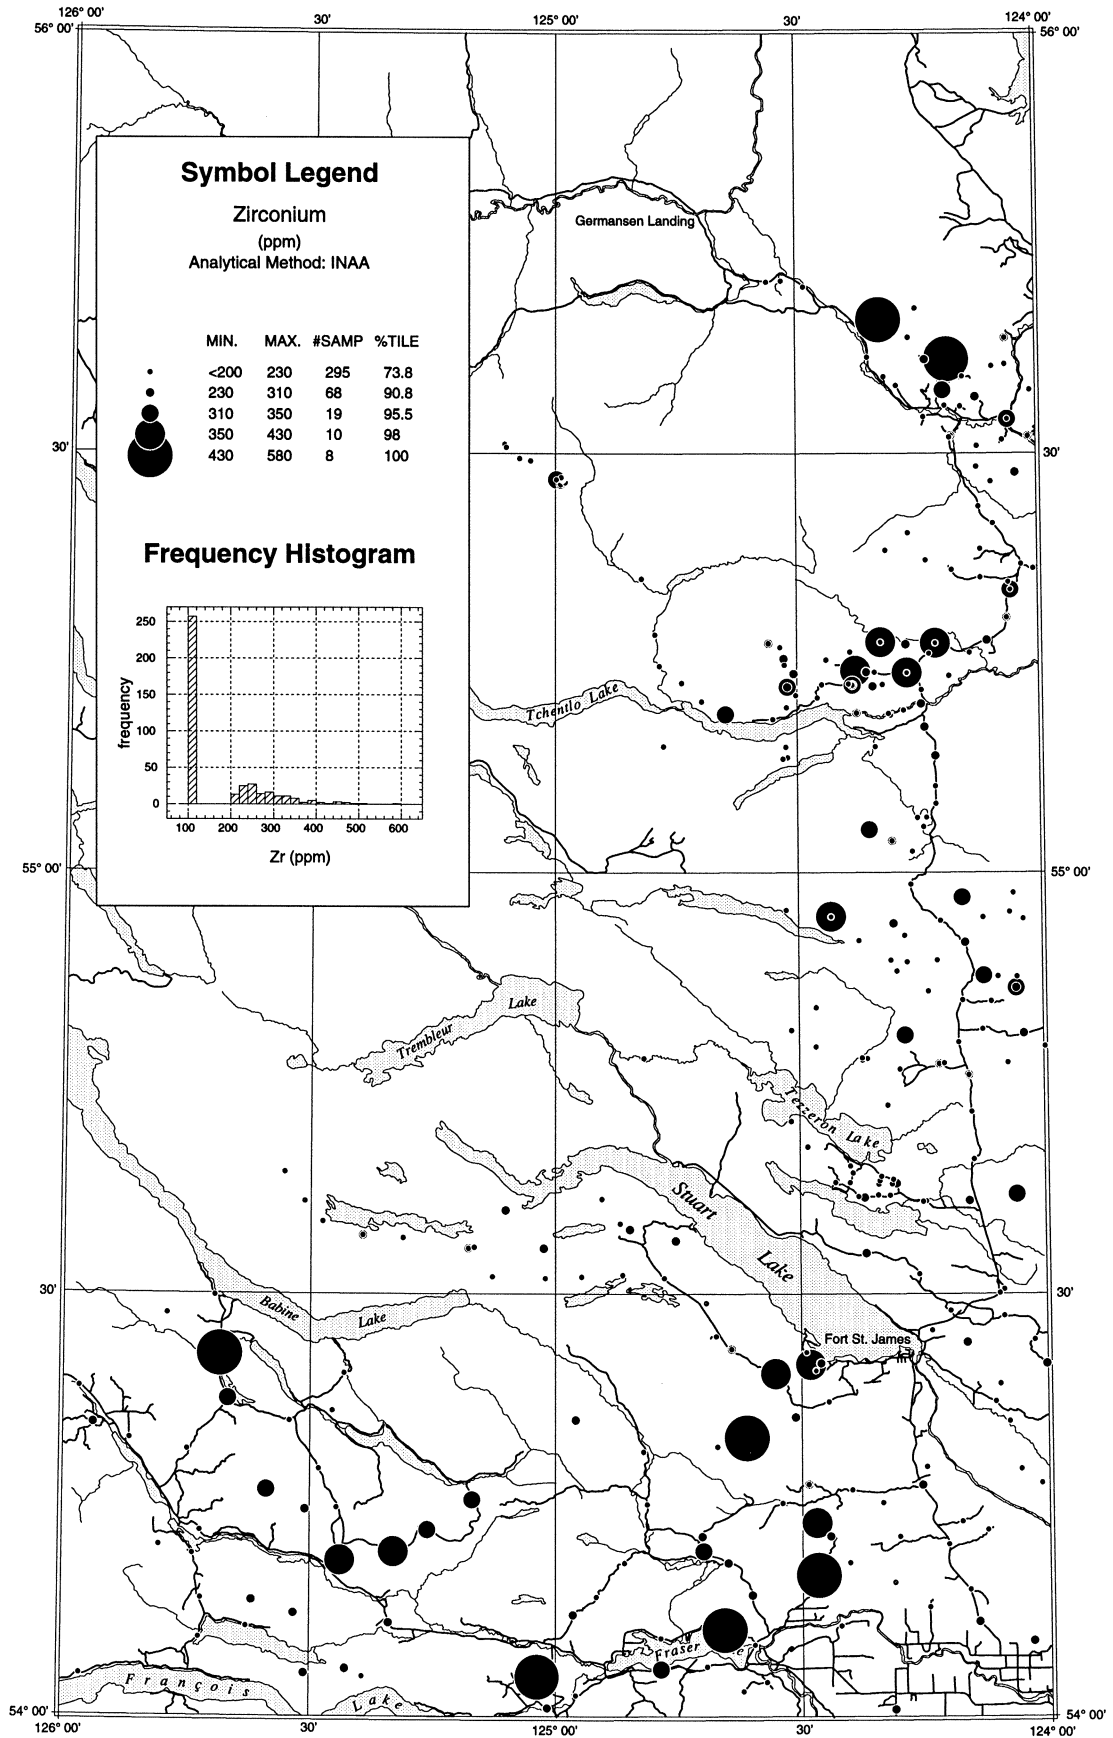 126° 00' 30' 125° 00' 30' 124° 00'
56° 00' 56° 00'
Symbol Legend
Zirconium
(ppm)
Analytical Method: INAA
MIN. MAX. #SAMP %TILE
<200 230 295 73.8
230 310 68 90.8
310 350 19 95.5
350 430 10 98
430 580 8 100
Germansen Landing
30' 30'
Frequency Histogram
250
200
150
100
50
0
frequency
100 200 300 400 500 600
Zr (ppm)
Tchentlo Lake
55° 00' 55° 00'
Trembleur Lake
Tezzeron Lake
Stuart Lake
30' 30'
Babine Lake
Fort St. James
Fraser
François Lake
54° 00' 54° 00'
126° 00' 30' 125° 00' 30' 124° 00'